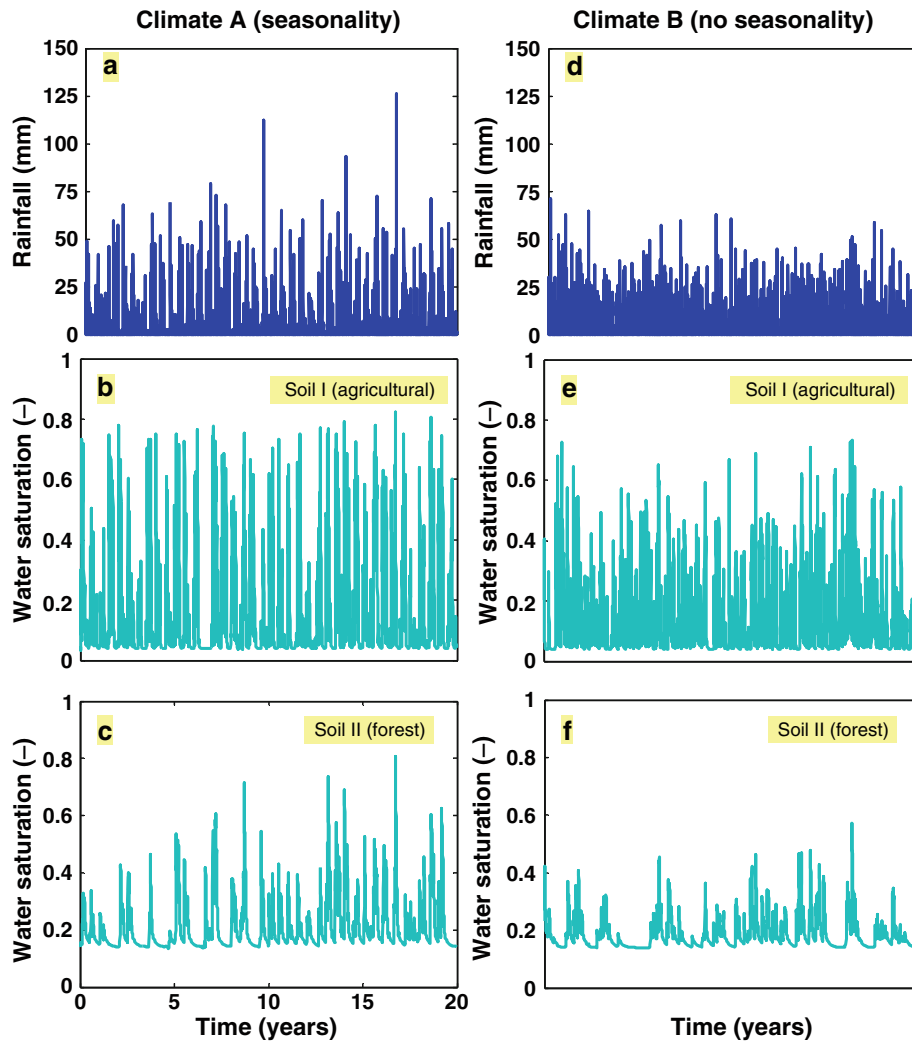 Climate A (seasonality)
Climate B (no seasonality)
a
150
125
100
75
50
25
0
Rainfall (mm)
d
150
125
100
75
50
25
0
Rainfall (mm)
b
Soil I (agricultural)
1
0.8
0.6
0.4
0.2
0
Water saturation (–)
e
Soil I (agricultural)
1
0.8
0.6
0.4
0.2
0
Water saturation (–)
c
Soil II (forest)
1
0.8
0.6
0.4
0.2
0
Water saturation (–)
0 5 10 15 20
Time (years)
f
Soil II (forest)
1
0.8
0.6
0.4
0.2
0
Water saturation (–)
Time (years)